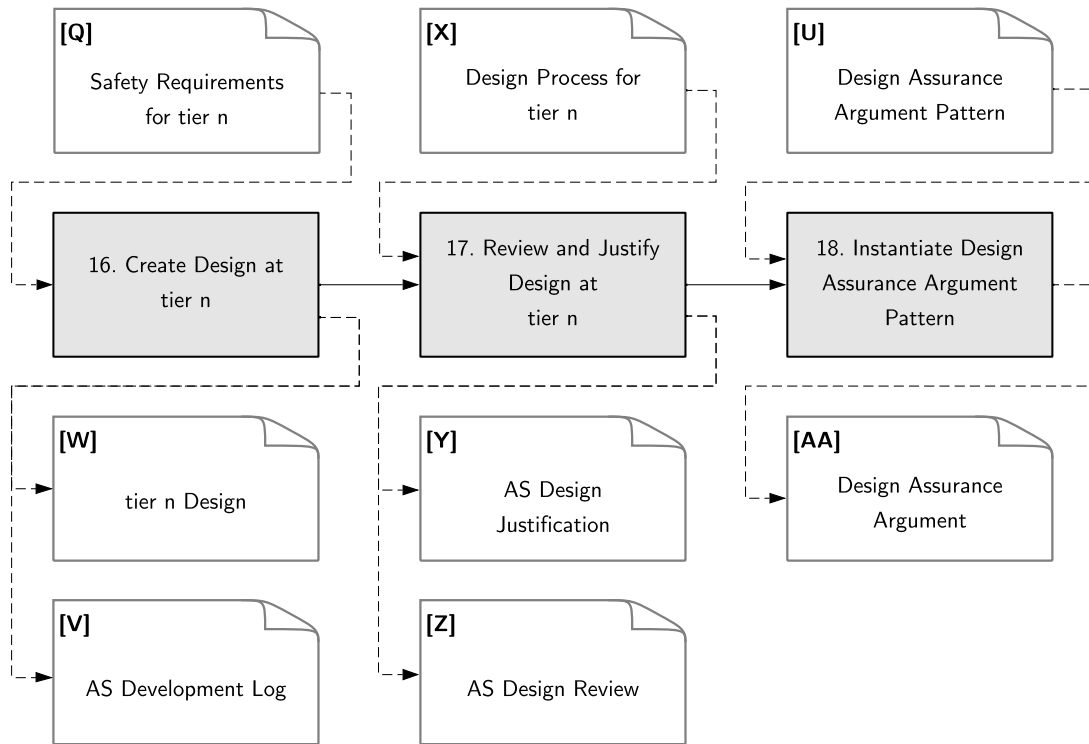 [Q]
Safety Requirements
for tier n
[X]
Design Process for
tier n
[U]
Design Assurance
Argument Pattern
16. Create Design at
tier n
17. Review and Justify
Design at
tier n
18. Instantiate Design
Assurance Argument
Pattern
[W]
tier n Design
[Y]
AS Design
Justification
[AA]
Design Assurance
Argument
[V]
AS Development Log
[Z]
AS Design Review